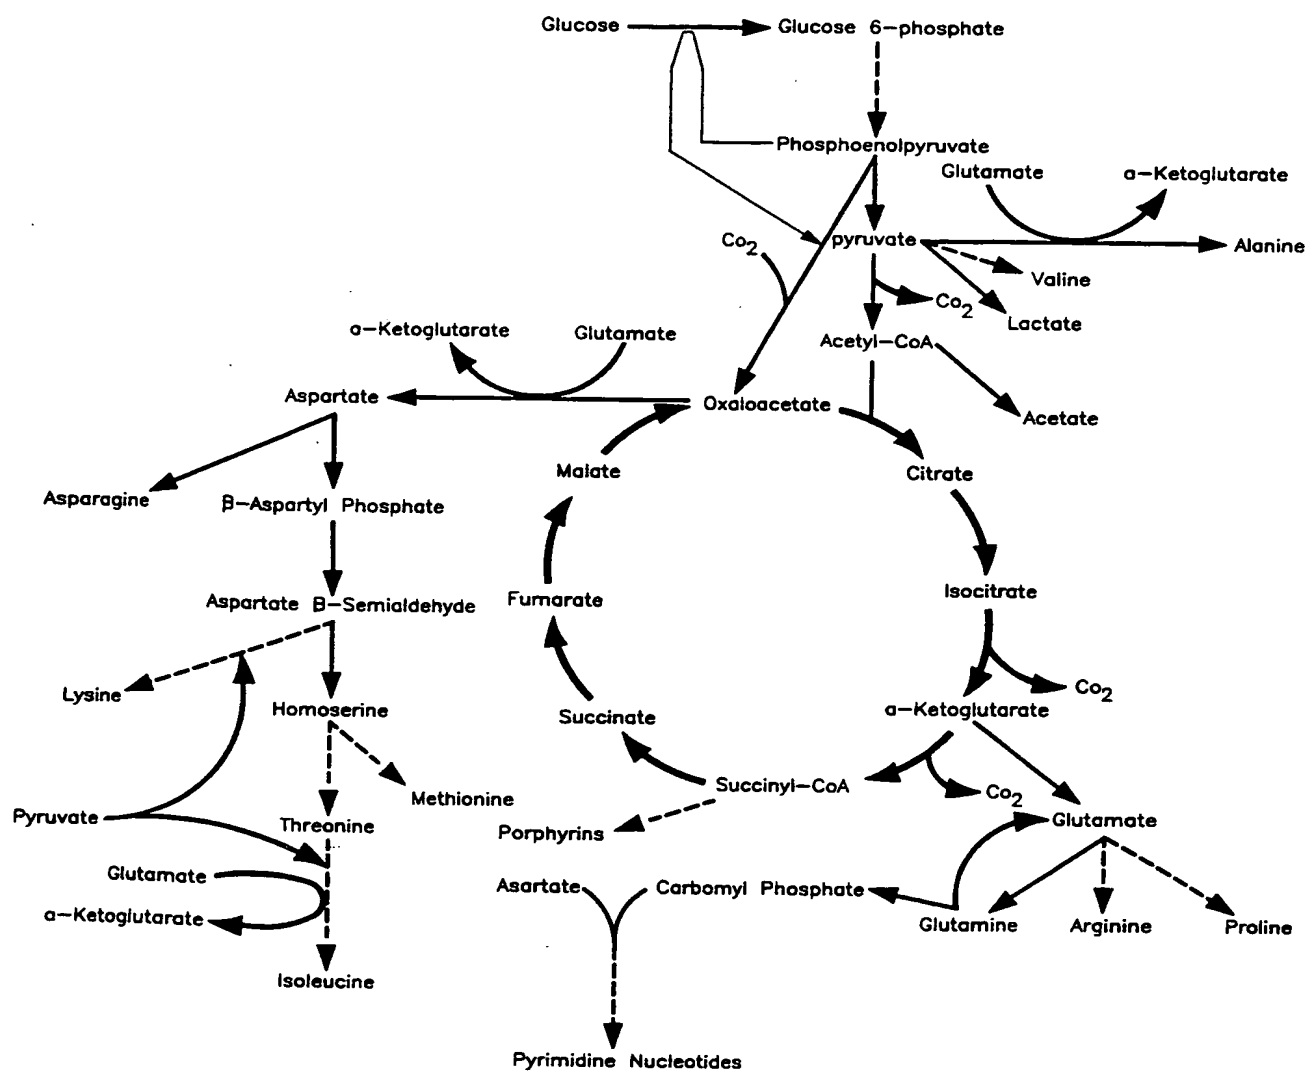 Glucose
Glucose 6-phosphate
Phosphoenolpyruvate
Glutamate
α-Ketoglutarate
Co2
pyruvate
Alanine
Valine
Co2
Lactate
α-Ketoglutarate
Glutamate
Acetyl-CoA
Aspartate
Oxaloacetate
Acetate
Malate
Citrate
Asparagine
β-Aspartyl Phosphate
Isocitrate
Aspartate β-Semialdehyde
Fumarate
Lysine
Co2
Homoserine
Succinate
α-Ketoglutarate
Methionine
Succinyl-CoA
Co2
Pyruvate
Threonine
Porphyrins
Glutamate
Glutamate
Asartate
Carbomyl Phosphate
α-Ketoglutarate
Glutamine
Arginine
Proline
Isoleucine
Pyrimidine Nucleotides